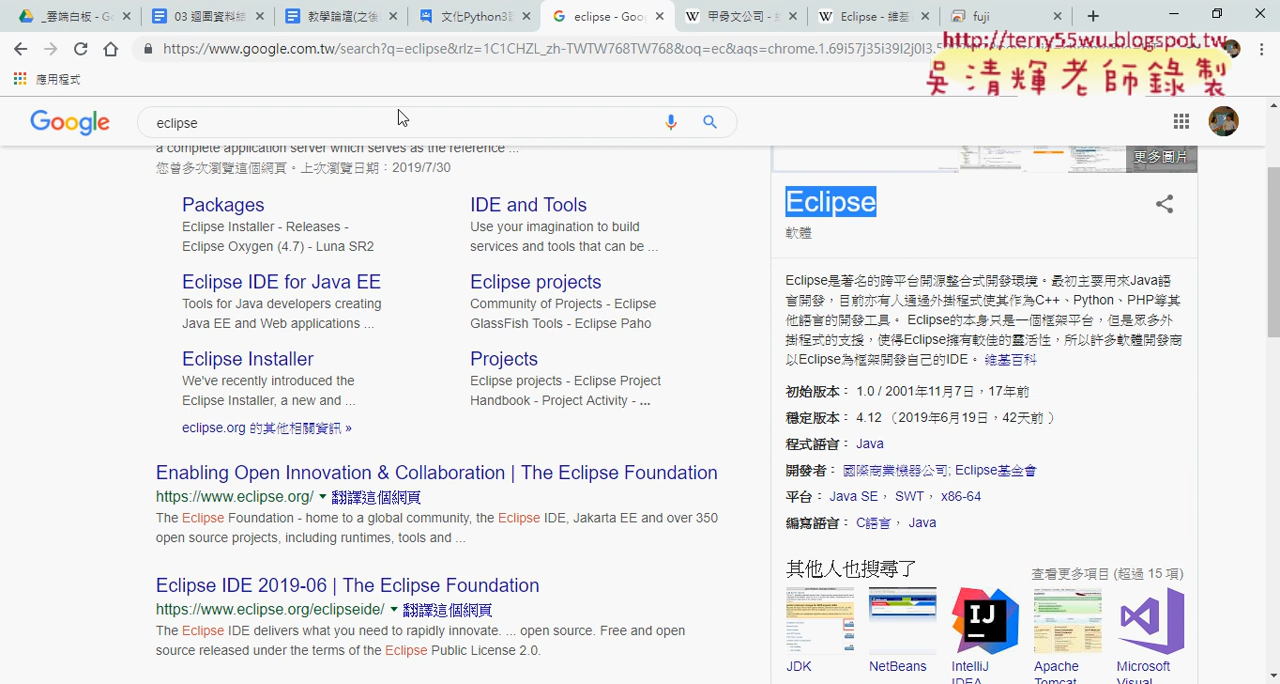 _雲端白板 - G
03 週圍資料結
教學論壇(之後
文化Python3
eclipse - Goo
甲骨文公司 -
Eclipse - 維基
fuji
https://www.google.com.tw/search?q=eclipse&rlz=1C1CHZL_zh-TWTW768TW768&oq=ec&aqs=chrome.1.69i57j35i39l2j0l3.5
http://terry55wu.blogspot.tw
吳清輝老師錄製
應用程式
Google
eclipse
a complete application server which serves as the reference ...
您曾多次瀏覽這個網頁。上次瀏覽日期：2019/7/30
Packages
Eclipse Installer - Releases -
Eclipse Oxygen (4.7) - Luna SR2
IDE and Tools
Use your imagination to build
services and tools that can be ...
Eclipse IDE for Java EE
Tools for Java developers creating
Java EE and Web applications ...
Eclipse projects
Community of Projects - Eclipse
GlassFish Tools - Eclipse Paho
Eclipse Installer
We've recently introduced the
Eclipse Installer, a new and ...
Projects
Eclipse projects - Eclipse Project
Handbook - Project Activity - ...
eclipse.org 的其他相關資訊 »
Enabling Open Innovation & Collaboration | The Eclipse Foundation
https://www.eclipse.org/ ▼ 翻譯這個網頁
The Eclipse Foundation - home to a global community, the Eclipse IDE, Jakarta EE and over 350
open source projects, including runtimes, tools and ...
Eclipse IDE 2019-06 | The Eclipse Foundation
https://www.eclipse.org/eclipseide/ ▼ 翻譯這個網頁
The Eclipse IDE delivers what you need to rapidly innovate. ... open source. Free and open
source released under the terms of the Eclipse Public License 2.0.
更多圖片
Eclipse
軟體
Eclipse是著名的跨平台開源整合式開發環境。最初主要用來Java語
言開發，目前亦有人通過外掛程式使其作為C++、Python、PHP等其
他語言的開發工具。 Eclipse的本身只是一個框架平台，但是眾多外
掛程式的支援，使得Eclipse擁有較佳的靈活性，所以許多軟體開發商
以Eclipse為框架開發自己的IDE。 维基百科
初始版本： 1.0 / 2001年11月7日，17年前
穩定版本： 4.12 （2019年6月19日，42天前 ）
程式語言： Java
開發者： 國際商業機器公司; Eclipse基金會
平台： Java SE， SWT， x86-64
編寫語言： C語言， Java
其他人也搜尋了
查看更多項目 (超過 15 項)
JDK
NetBeans
IntelliJ
IDEA
Apache
Tomcat
Microsoft
Visual